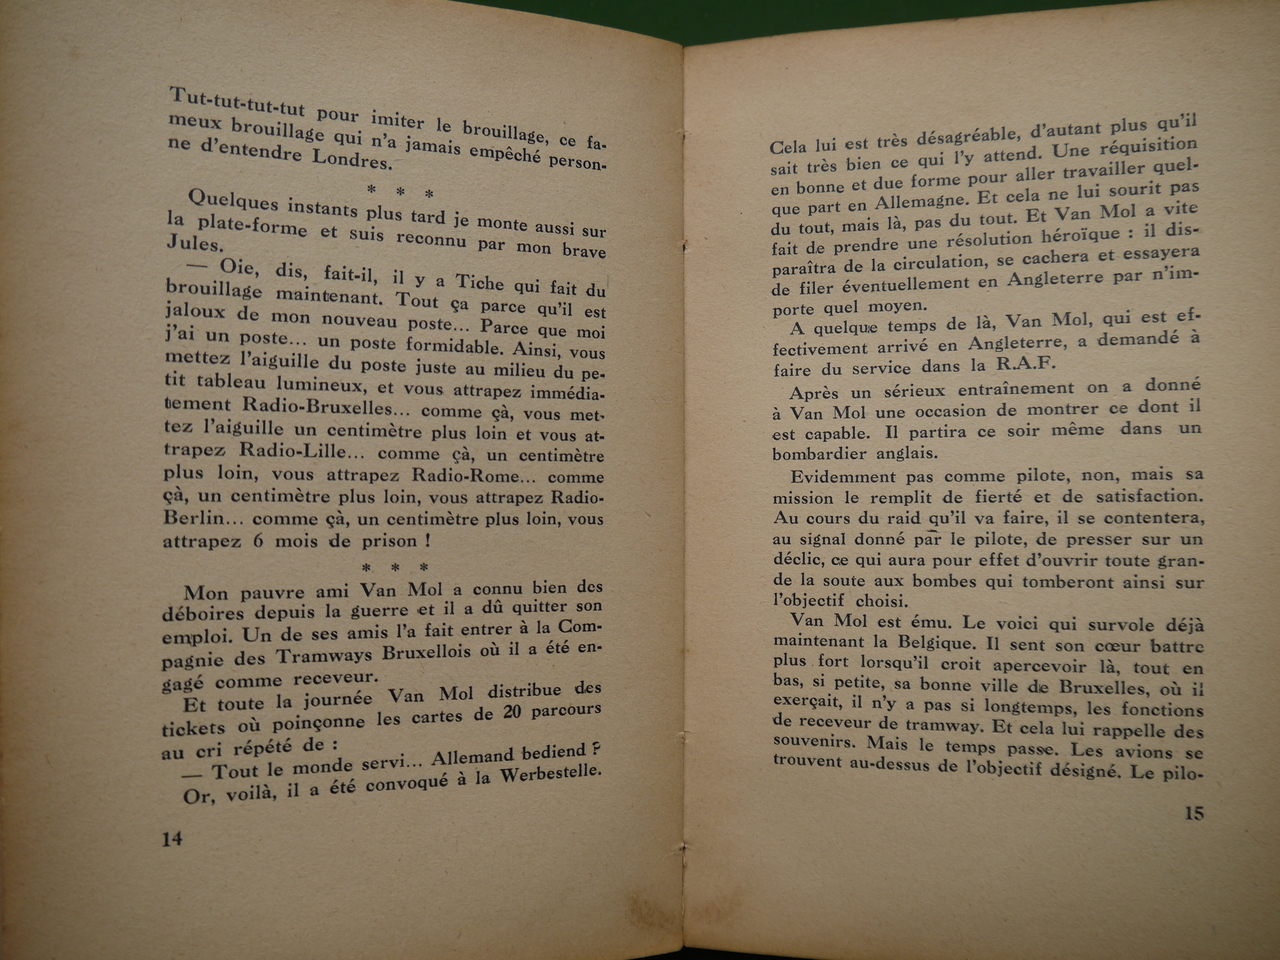 Tut-tut-tut-tut pour imiter le brouillage, ce fa-
meux brouillage qui n'a jamais empêché person-
ne d'entendre Londres.
* * *
Quelques instants plus tard je monte aussi sur
la plate-forme et suis reconnu par mon brave
Jules.
— Oie, dis, fait-il, il y a Tiche qui fait du
brouillage maintenant. Tout ça parce qu'il est
jaloux de mon nouveau poste... Parce que moi
j'ai un poste... un poste formidable. Ainsi, vous
mettez l'aiguille du poste juste au milieu du pe-
tit tableau lumineux, et vous attrapez immédia-
tement Radio-Bruxelles... comme çà, vous met-
tez l'aiguille un centimètre plus loin et vous at-
trapez Radio-Lille... comme çà, un centimètre
plus loin, vous attrapez Radio-Rome... comme
çà, un centimètre plus loin, vous attrapez Radio-
Berlin... comme çà, un centimètre plus loin, vous
attrapez 6 mois de prison !
* * *
Mon pauvre ami Van Mol a connu bien des
déboires depuis la guerre et il a dû quitter son
emploi. Un de ses amis l'a fait entrer à la Com-
pagnie des Tramways Bruxellois où il a été en-
gagé comme receveur.
Et toute la journée Van Mol distribue des
tickets où poinçonne les cartes de 20 parcours
au cri répété de :
— Tout le monde servi... Allemand bediend ?
Or, voilà, il a été convoqué à la Werbestelle.
14
Cela lui est très désagréable, d'autant plus qu'il
sait très bien ce qui l'y attend. Une réquisition
en bonne et due forme pour aller travailler quel-
que part en Allemagne. Et cela ne lui sourit pas
du tout, mais là, pas du tout. Et Van Mol a vite
fait de prendre une résolution héroïque : il dis-
paraîtra de la circulation, se cachera et essayera
de filer éventuellement en Angleterre par n'im-
porte quel moyen.
A quelque temps de là, Van Mol, qui est ef-
fectivement arrivé en Angleterre, a demandé à
faire du service dans la R.A.F.
Après un sérieux entraînement on a donné
à Van Mol une occasion de montrer ce dont il
est capable. Il partira ce soir même dans un
bombardier anglais.
Evidemment pas comme pilote, non, mais sa
mission le remplit de fierté et de satisfaction.
Au cours du raid qu'il va faire, il se contentera,
au signal donné par le pilote, de presser sur un
déclic, ce qui aura pour effet d'ouvrir toute gran-
de la soute aux bombes qui tomberont ainsi sur
l'objectif choisi.
Van Mol est ému. Le voici qui survole déjà
maintenant la Belgique. Il sent son cœur battre
plus fort lorsqu'il croit apercevoir là, tout en
bas, si petite, sa bonne ville de Bruxelles, où il
exerçait, il n'y a pas si longtemps, les fonctions
de receveur de tramway. Et cela lui rappelle des
souvenirs. Mais le temps passe. Les avions se
trouvent au-dessus de l'objectif désigné. Le pilo-
15